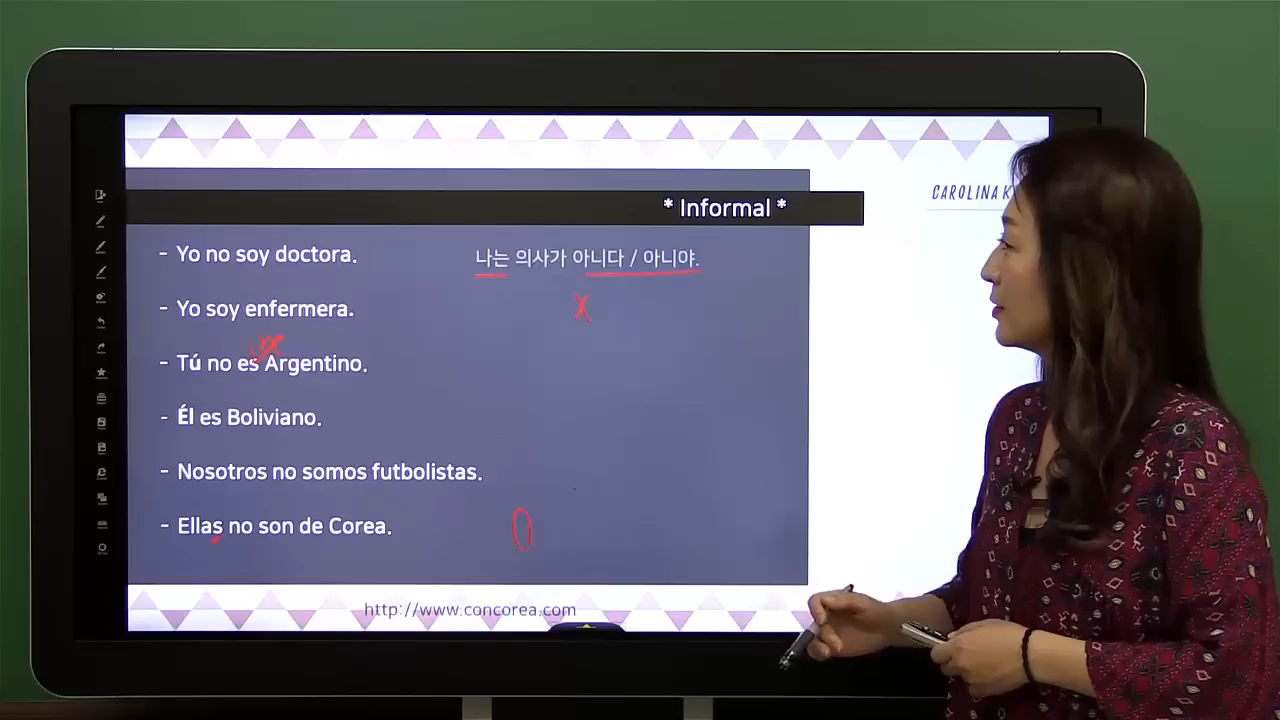 * Informal *
CAROLINA K
- Yo no soy doctora. 나는 의사가 아니다 / 아니야.
X
- Yo soy enfermera.
- Tú no es Argentino.
- Él es Boliviano.
- Nosotros no somos futbolistas.
- Ellas no son de Corea.
http://www.concorea.com